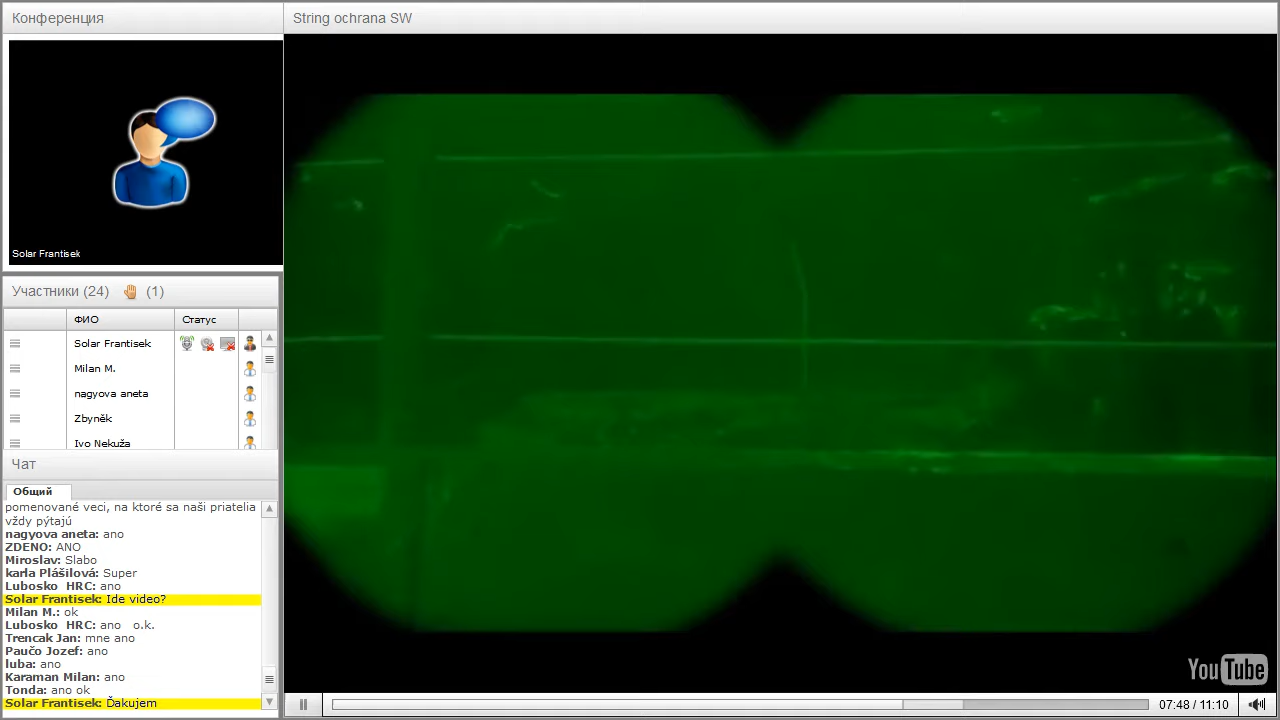 Конференция
String ochrana SW
Solar Frantisek
Участники (24) (1)
ФИО Статус
Solar Frantisek
Milan M.
nagyova aneta
Zbyněk
Ivo Nekuža
Чат
Общий
pomenované veci, na ktoré sa naši priatelia
vždy pýtajú
nagyova aneta: ano
ZDENO: ANO
Miroslav: Slabo
karla Plášilová: Super
Lubosko HRC: ano
Solar Frantisek: Ide video?
Milan M.: ok
Lubosko HRC: ano o.k.
Trencak Jan: mne ano
Paučo Jozef: ano
luba: ano
Karaman Milan: ano
Tonda: ano ok
Solar Frantisek: Ďakujem
YouTube
07:48 / 11:10